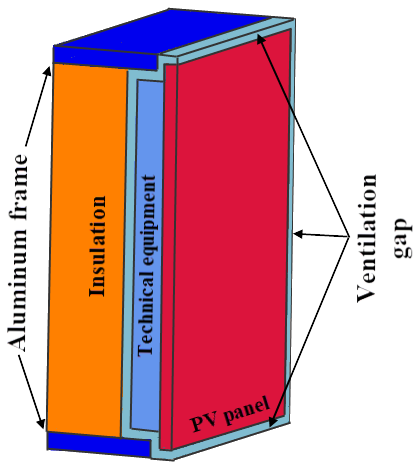 Aluminum frame
Insulation
Technical equipment
PV panel
Ventilation
gap